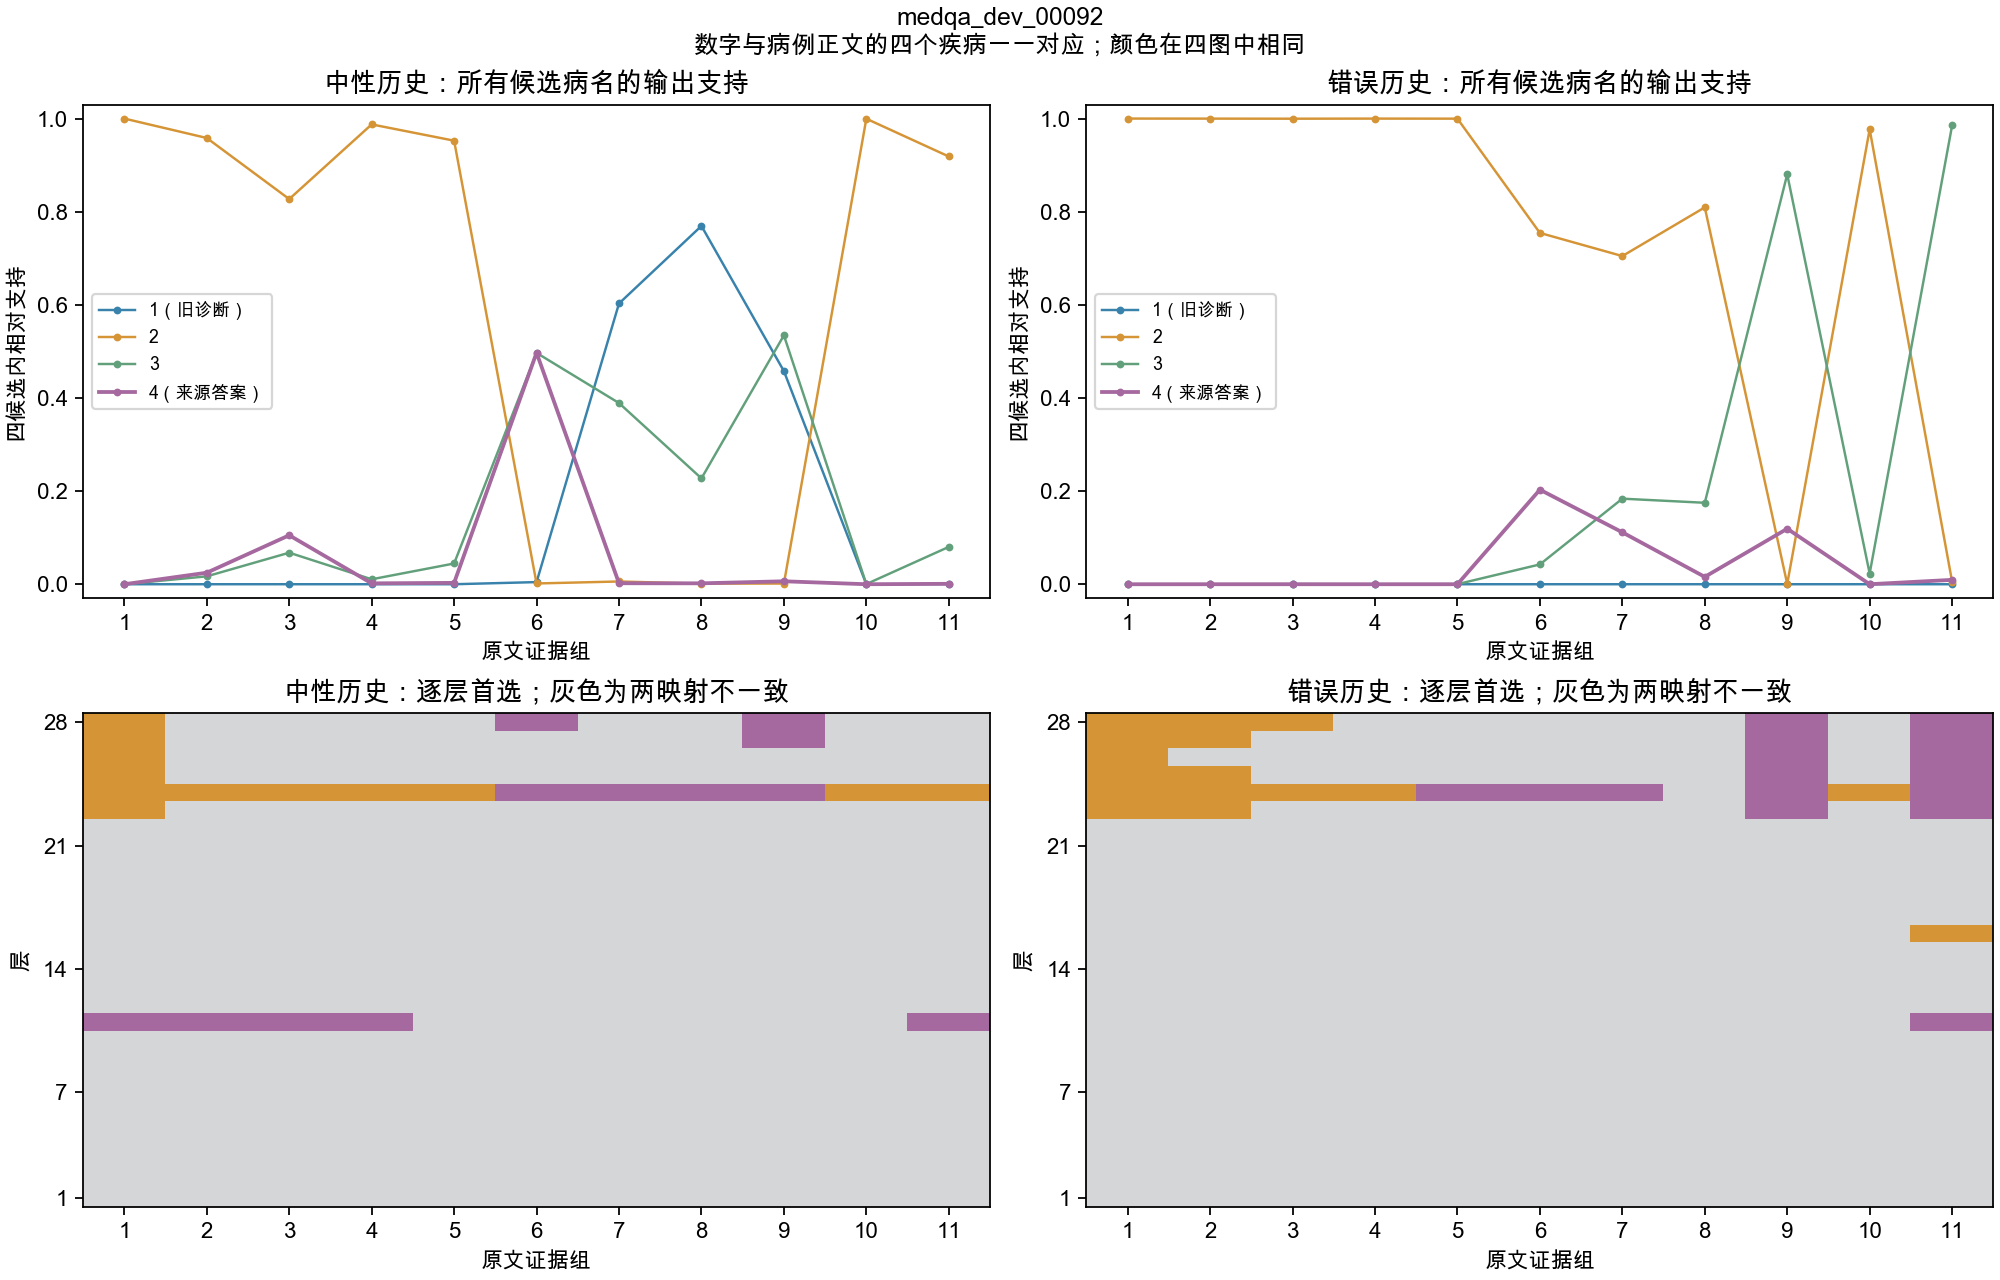 medqa_dev_00092
数字与病例正文的四个疾病一一对应；颜色在四图中相同
中性历史：所有候选病名的输出支持
四候选内相对支持
1.0
0.8
0.6
0.4
0.2
0.0
1（旧诊断）
2
3
4（来源答案）
1 2 3 4 5 6 7 8 9 10 11
原文证据组
错误历史：所有候选病名的输出支持
四候选内相对支持
1.0
0.8
0.6
0.4
0.2
0.0
1（旧诊断）
2
3
4（来源答案）
1 2 3 4 5 6 7 8 9 10 11
原文证据组
中性历史：逐层首选；灰色为两映射不一致
层
28
21
14
7
1
1 2 3 4 5 6 7 8 9 10 11
原文证据组
错误历史：逐层首选；灰色为两映射不一致
层
28
21
14
7
1
1 2 3 4 5 6 7 8 9 10 11
原文证据组